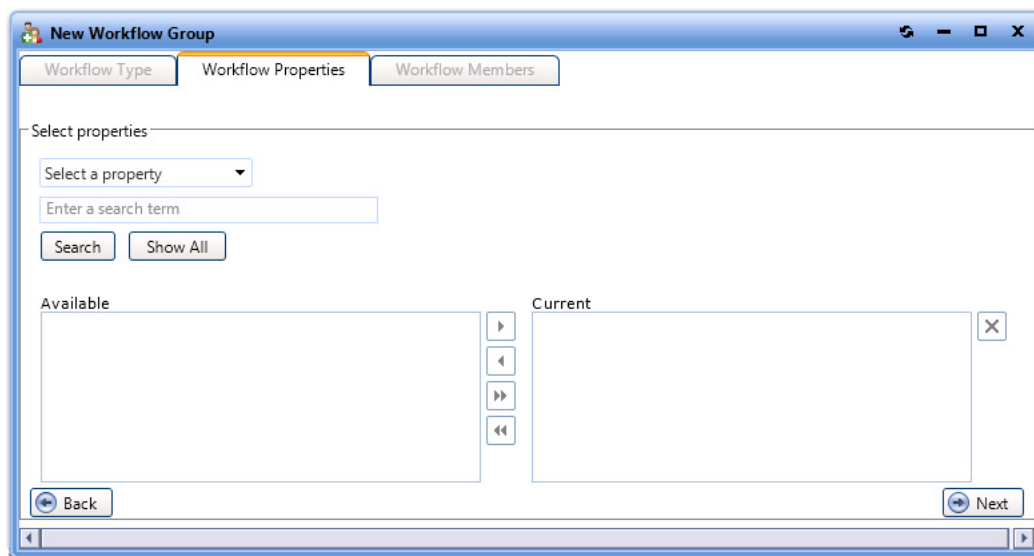 New Workflow Group
Workflow Type Workflow Properties Workflow Members
Select properties
Select a property
Enter a search term
Search Show All
Available Current
Back Next